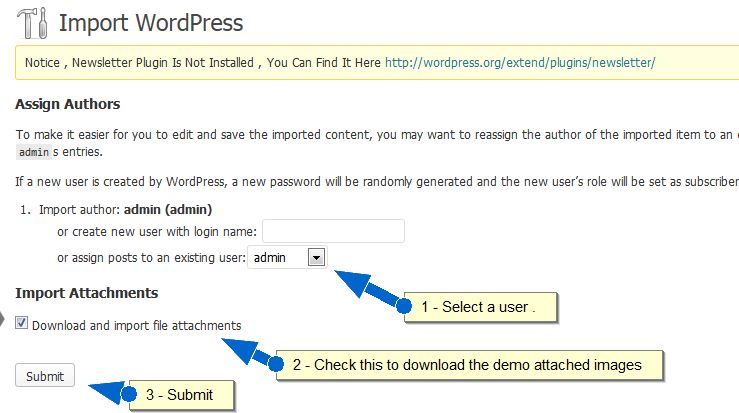 Import WordPress
Notice , Newsletter Plugin Is Not Installed , You Can Find It Here http://wordpress.org/extend/plugins/newsletter/
Assign Authors
To make it easier for you to edit and save the imported content, you may want to reassign the author of the imported item to an
admins entries.
If a new user is created by WordPress, a new password will be randomly generated and the new user's role will be set as subscriber
1. Import author: admin (admin)
or create new user with login name:
or assign posts to an existing user: admin
1 - Select a user .
Import Attachments
Download and import file attachments
2 - Check this to download the demo attached images
Submit
3 - Submit